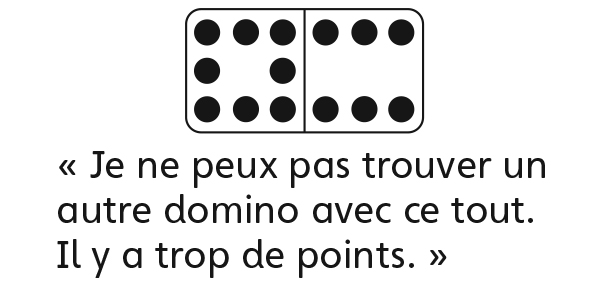 « Je ne peux pas trouver un
autre domino avec ce tout.
Il y a trop de points. »